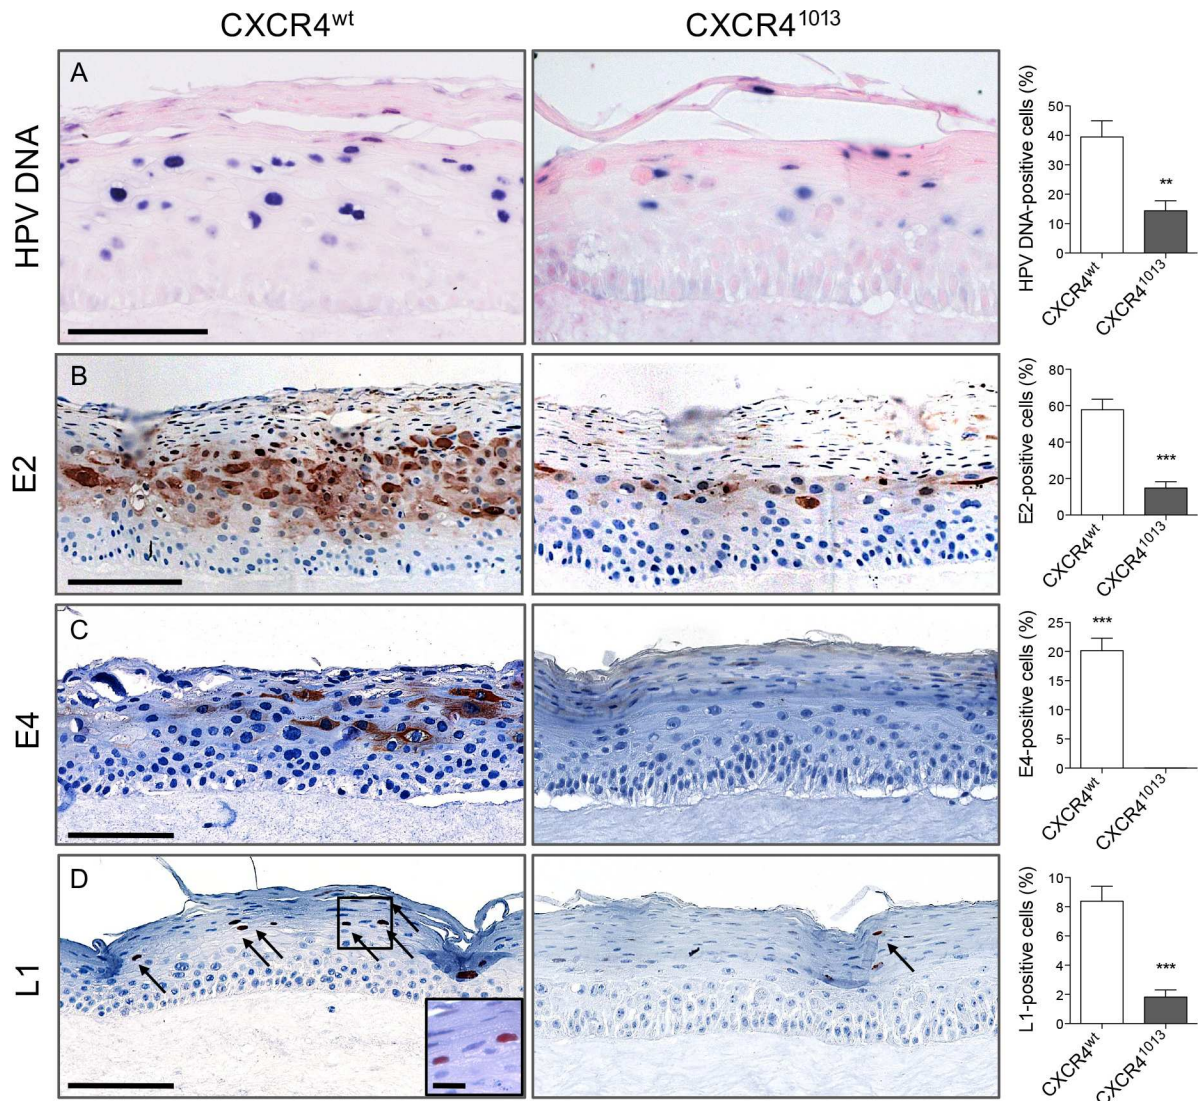 CXCR4wt
CXCR41013
HPV DNA
A
HPV DNA-positive cells (%)
50
40
30
20
10
0
**
CXCR4wt
CXCR41013
E2
B
E2-positive cells (%)
80
60
40
20
0
***
CXCR4wt
CXCR41013
E4
C
E4-positive cells (%)
25
20
15
10
5
0
***
CXCR4wt
CXCR41013
L1
D
L1-positive cells (%)
10
8
6
4
2
0
***
CXCR4wt
CXCR41013